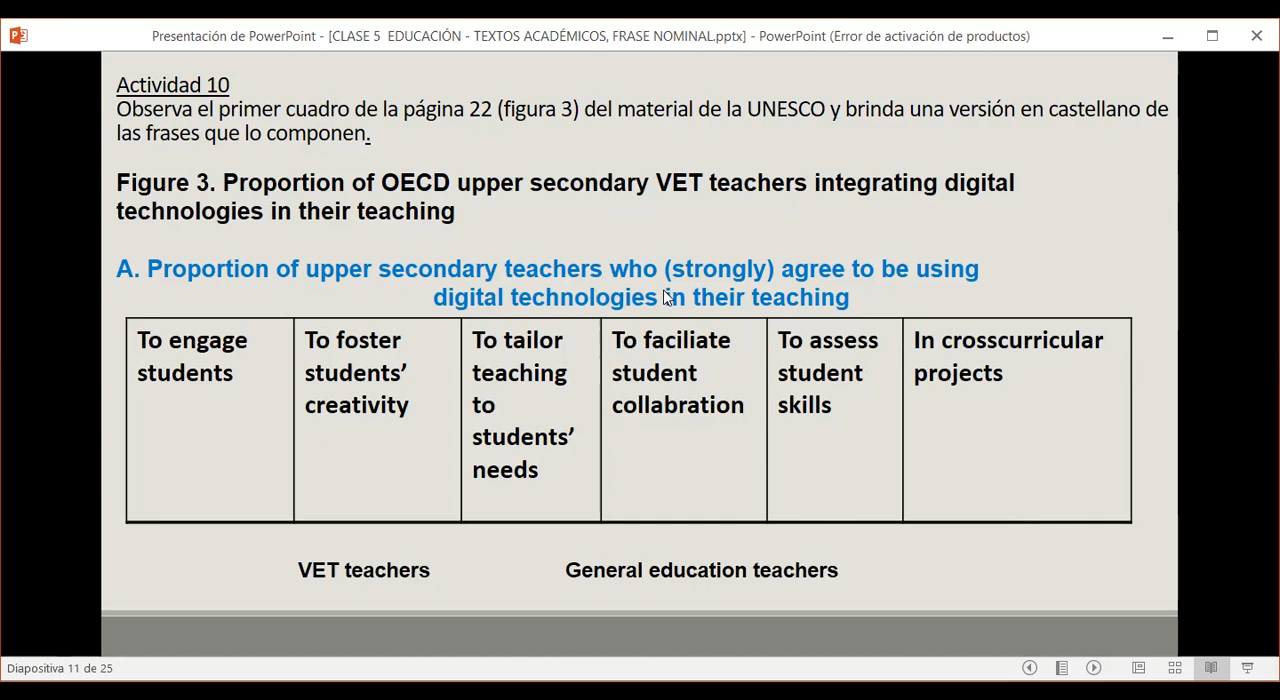 Presentación de PowerPoint - [CLASE 5 EDUCACIÓN - TEXTOS ACADÉMICOS, FRASE NOMINAL.pptx] - PowerPoint (Error de activación de productos)
Actividad 10
Observa el primer cuadro de la página 22 (figura 3) del material de la UNESCO y brinda una versión en castellano de
las frases que lo componen.
Figure 3. Proportion of OECD upper secondary VET teachers integrating digital
technologies in their teaching
A. Proportion of upper secondary teachers who (strongly) agree to be using
digital technologies in their teaching
To engage
students
To foster
students’
creativity
To tailor
teaching
to
students’
needs
To faciliate
student
collabration
To assess
student
skills
In crosscurricular
projects
VET teachers
General education teachers
Diapositiva 11 de 25